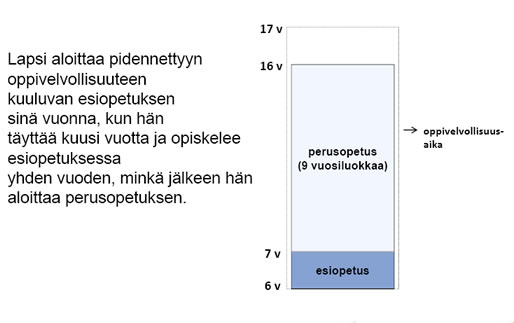 Lapsi aloittaa pidennettyyn
oppivelvollisuuteen
kuuluvan esiopetuksen
sinä vuonna, kun hän
täyttää kuusi vuotta ja opiskelee
esiopetuksessa
yhden vuoden, minkä jälkeen hän
aloittaa perusopetuksen.
17 v
16 v
perusopetus
(9 vuosiluokkaa)
oppivelvollisuus-
aika
7 v
esiopetus
6 v